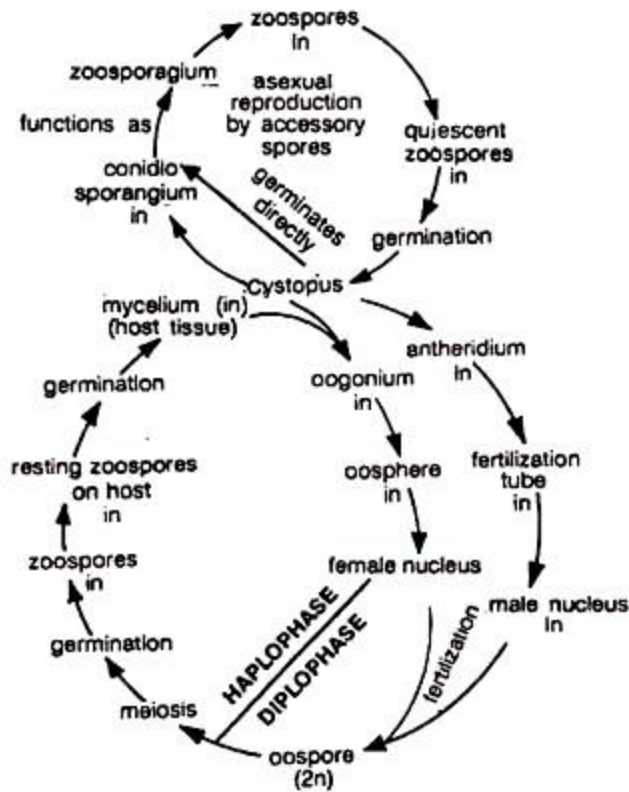 zoospores
in
zoosporagium
asexual
reproduction
by accessory
spores
functions as
quiescent
zoospores
in
conidio
sporangium
in
germinates
directly
germination
Cystopus
mycelium (in)
(host tissue)
antheridium
in
germination
oogonium
in
resting zoospores
on host
in
oosphere
in
fertilization
tube
in
zoospores
in
female nucleus
male nucleus
in
HAPLOPHASE
DIPLOPHASE
fertilization
germination
meiosis
oospore
(2n)